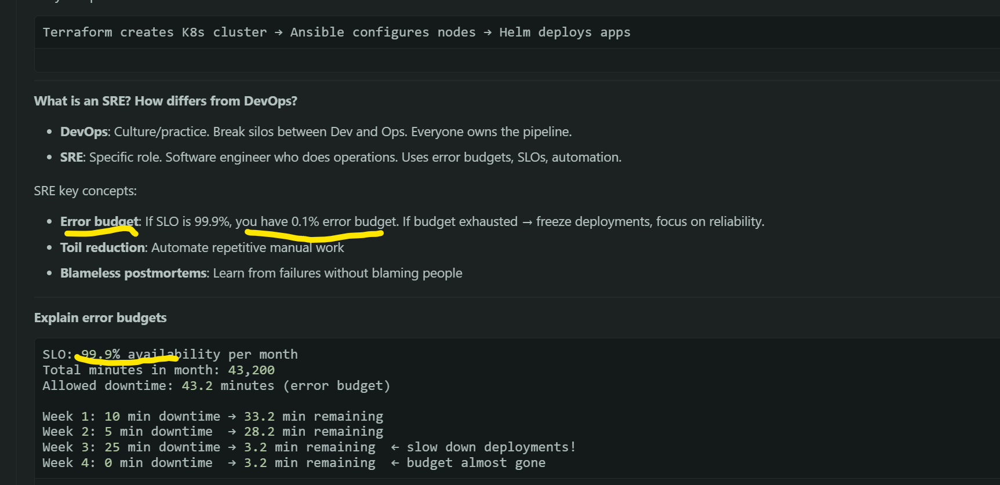 Terraform creates K8s cluster → Ansible configures nodes → Helm deploys apps
What is an SRE? How differs from DevOps?
• DevOps: Culture/practice. Break silos between Dev and Ops. Everyone owns the pipeline.
• SRE: Specific role. Software engineer who does operations. Uses error budgets, SLOs, automation.
SRE key concepts:
• Error budget: If SLO is 99.9%, you have 0.1% error budget. If budget exhausted → freeze deployments, focus on reliability.
• Toil reduction: Automate repetitive manual work
• Blameless postmortems: Learn from failures without blaming people
Explain error budgets
SLO: 99.9% availability per month
Total minutes in month: 43,200
Allowed downtime: 43.2 minutes (error budget)
Week 1: 10 min downtime → 33.2 min remaining
Week 2: 5 min downtime → 28.2 min remaining
Week 3: 25 min downtime → 3.2 min remaining ← slow down deployments!
Week 4: 0 min downtime → 3.2 min remaining ← budget almost gone